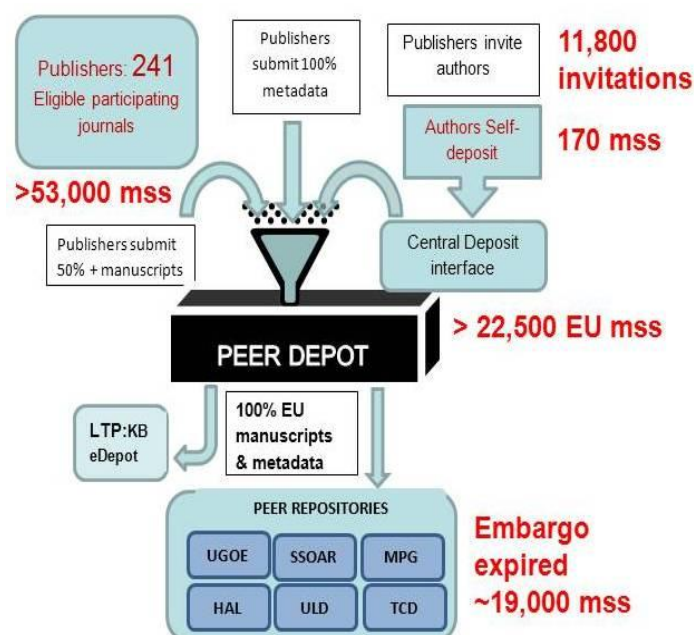 Publishers: 241
Eligible participating
journals
Publishers
submit 100%
metadata
Publishers invite
authors
11,800
invitations
Authors Self-
deposit
170 mss
>53,000 mss
Publishers submit
50% + manuscripts
Central Deposit
interface
PEER DEPOT
> 22,500 EU mss
LTP:KB
eDepot
100% EU
manuscripts
& metadata
PEER REPOSITORIES
UGOE SSOAR MPG
HAL ULD TCD
Embargo
expired
~19,000 mss